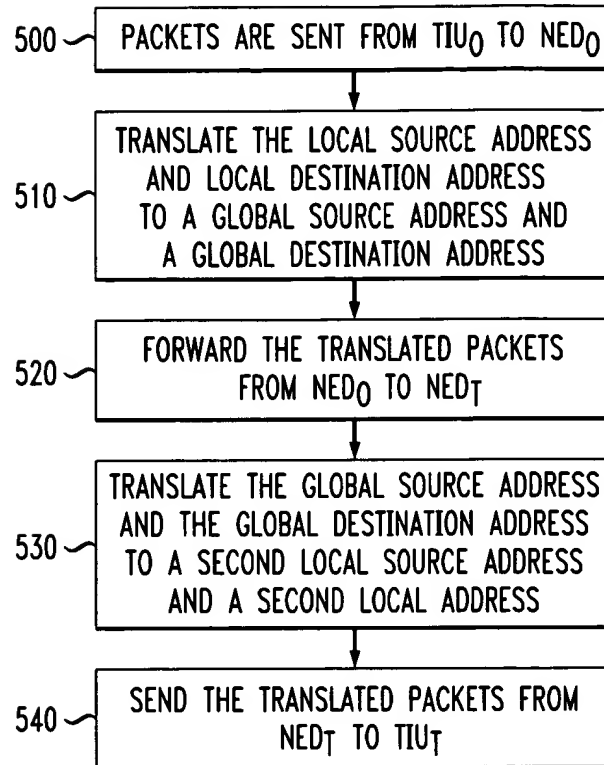 500 PACKETS ARE SENT FROM TIU₀ TO NED₀
510
TRANSLATE THE LOCAL SOURCE ADDRESS
AND LOCAL DESTINATION ADDRESS
TO A GLOBAL SOURCE ADDRESS AND
A GLOBAL DESTINATION ADDRESS
520
FORWARD THE TRANSLATED PACKETS
FROM NED₀ TO NEDT
530
TRANSLATE THE GLOBAL SOURCE ADDRESS
AND THE GLOBAL DESTINATION ADDRESS
TO A SECOND LOCAL SOURCE ADDRESS
AND A SECOND LOCAL ADDRESS
540
SEND THE TRANSLATED PACKETS FROM
NEDT TO TIUT